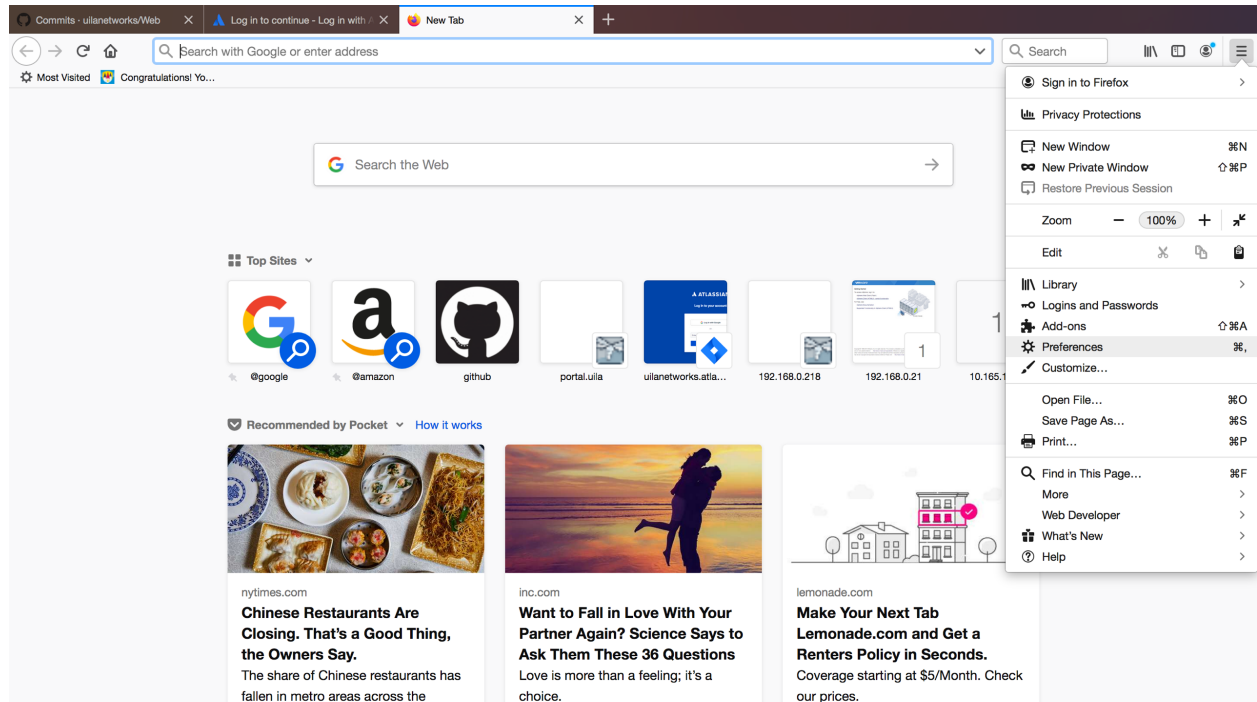 Commits · uilanetworks/Web
Log in to continue - Log in with A
New Tab
Search with Google or enter address
Search
Most Visited
Congratulations! Yo...
Sign in to Firefox
Privacy Protections
New Window ⌘N
New Private Window ⇧⌘P
Restore Previous Session
Zoom − 100% +
Edit
Library
Logins and Passwords
Add-ons ⇧⌘A
Preferences ⌘,
Customize...
Open File... ⌘O
Save Page As... ⌘S
Print... ⌘P
Find in This Page... ⌘F
More
Web Developer
What's New
Help
Search the Web
Top Sites
ATLASSIAN
1
1
@google
@amazon
github
portal.uila
uilanetworks.atla...
192.168.0.218
192.168.0.21
10.165.1
Recommended by Pocket
How it works
nytimes.com
Chinese Restaurants Are
Closing. That's a Good Thing,
the Owners Say.
The share of Chinese restaurants has
fallen in metro areas across the
inc.com
Want to Fall in Love With Your
Partner Again? Science Says to
Ask Them These 36 Questions
Love is more than a feeling; it's a
choice.
lemonade.com
Make Your Next Tab
Lemonade.com and Get a
Renters Policy in Seconds.
Coverage starting at $5/Month. Check
our prices.